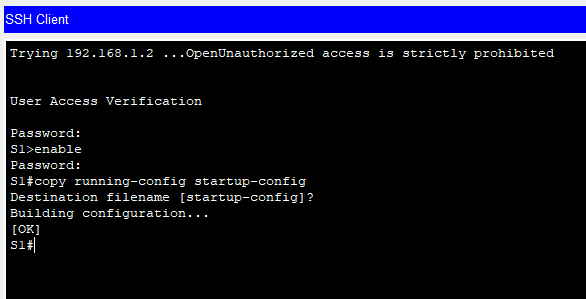 SSH Client
Trying 192.168.1.2 ...OpenUnauthorized access is strictly prohibited
User Access Verification
Password:
S1>enable
Password:
S1#copy running-config startup-config
Destination filename [startup-config]?
Building configuration...
[OK]
S1#